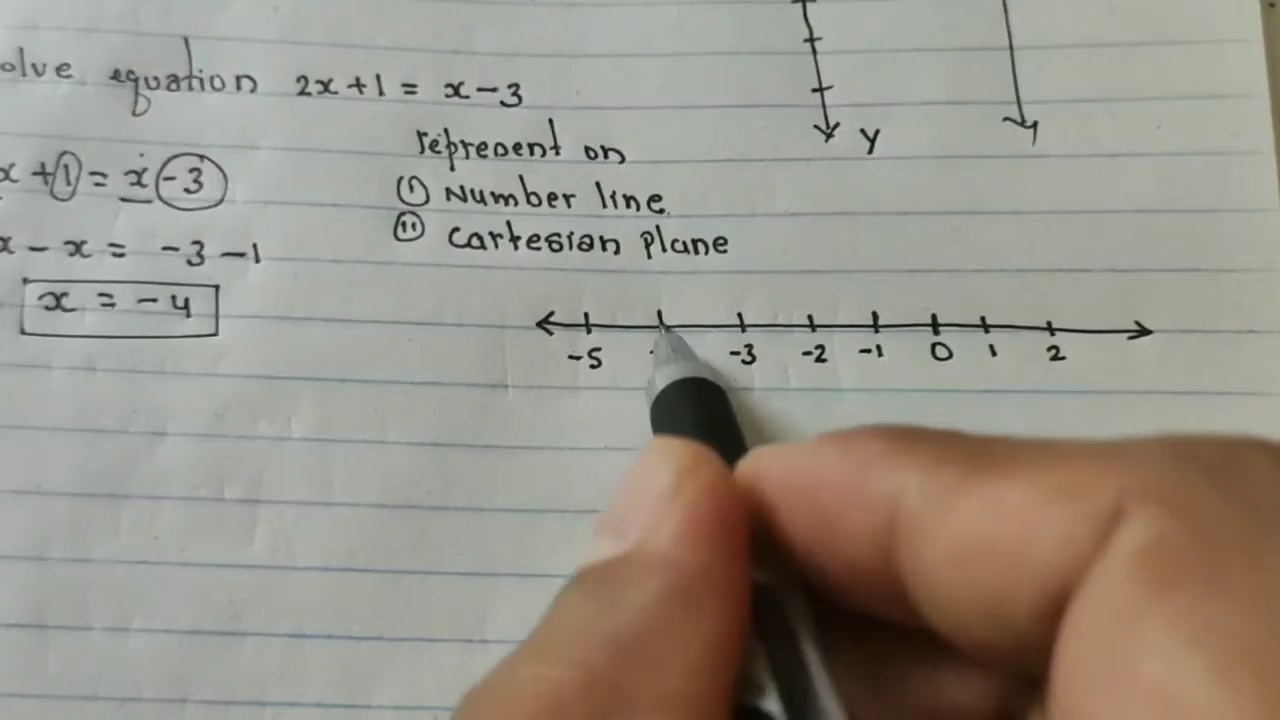 olve equation 2x+1 = x-3
represent on
x + 1 = x - 3
(i) Number line
(ii) cartesian plane
x - x = -3 - 1
x = -4
-5 -3 -2 -1 0 1 2
Y